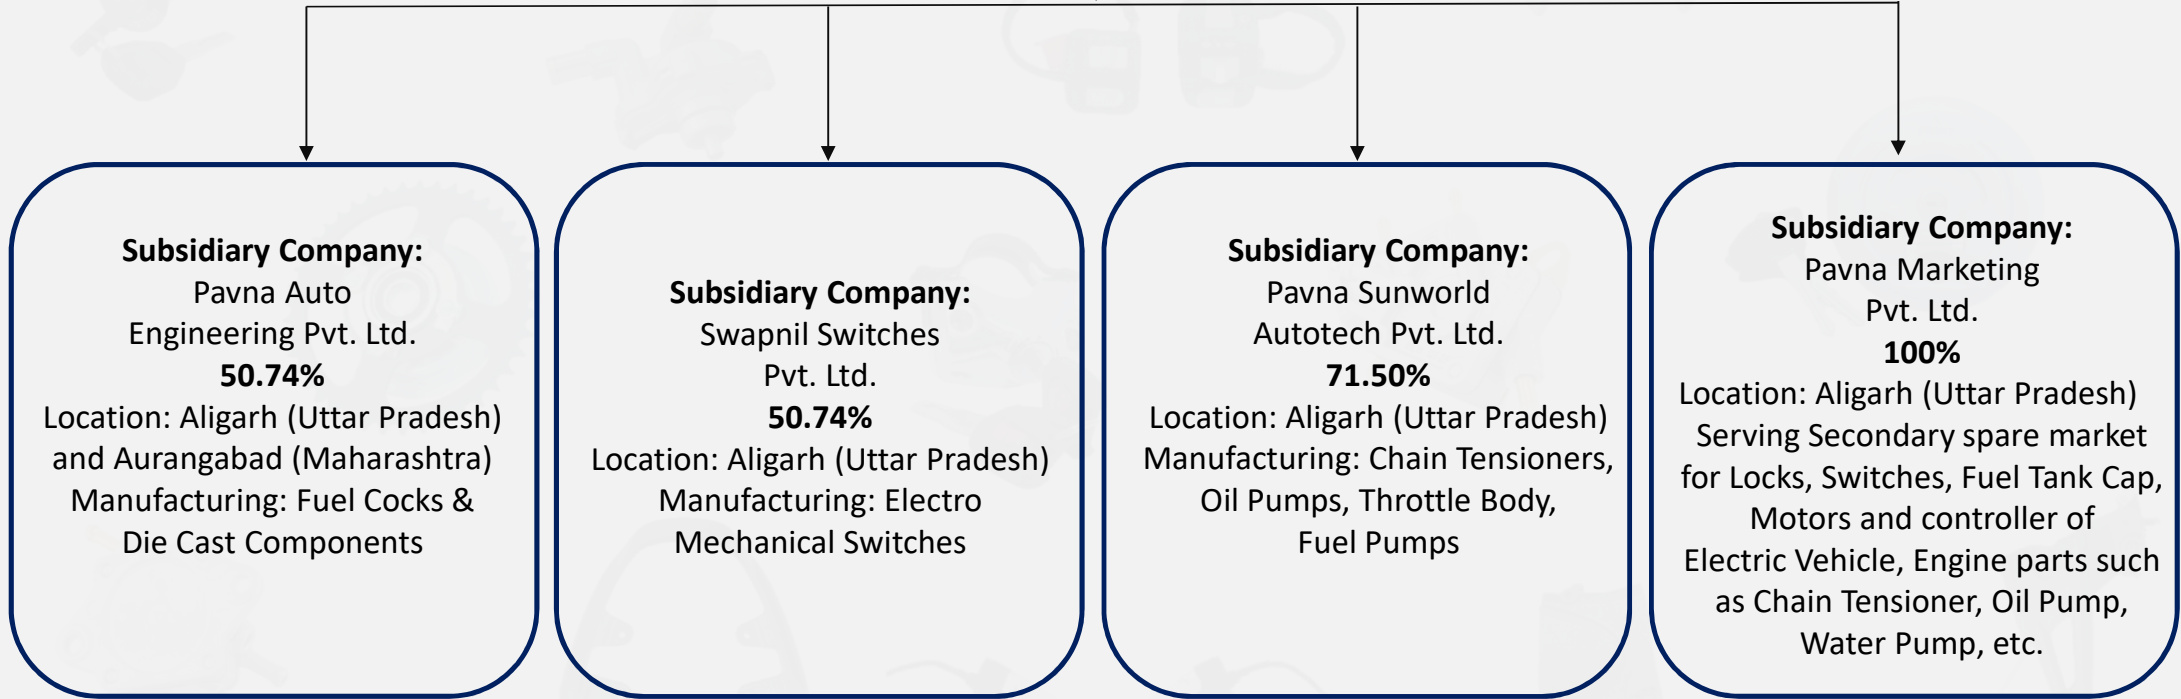 Subsidiary Company:
Pavna Auto
Engineering Pvt. Ltd.
50.74%
Location: Aligarh (Uttar Pradesh)
and Aurangabad (Maharashtra)
Manufacturing: Fuel Cocks &
Die Cast Components
Subsidiary Company:
Swapnil Switches
Pvt. Ltd.
50.74%
Location: Aligarh (Uttar Pradesh)
Manufacturing: Electro
Mechanical Switches
Subsidiary Company:
Pavna Sunworld
Autotech Pvt. Ltd.
71.50%
Location: Aligarh (Uttar Pradesh)
Manufacturing: Chain Tensioners,
Oil Pumps, Throttle Body,
Fuel Pumps
Subsidiary Company:
Pavna Marketing
Pvt. Ltd.
100%
Location: Aligarh (Uttar Pradesh)
Serving Secondary spare market
for Locks, Switches, Fuel Tank Cap,
Motors and controller of
Electric Vehicle, Engine parts such
as Chain Tensioner, Oil Pump,
Water Pump, etc.